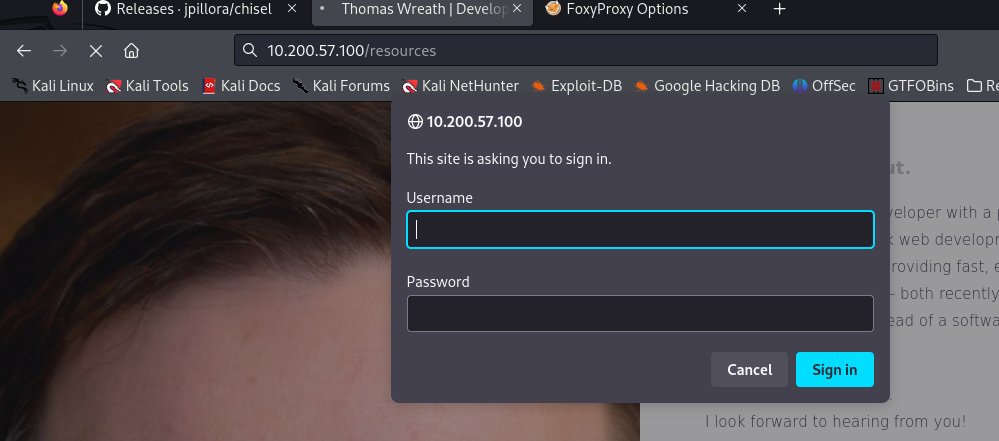 Releases · jpillora/chisel
Thomas Wreath | Develop
FoxyProxy Options
10.200.57.100/resources
Kali Linux Kali Tools Kali Docs Kali Forums Kali NetHunter Exploit-DB Google Hacking DB OffSec GTFOBins Re
10.200.57.100
This site is asking you to sign in.
Username
Password
Cancel Sign in
ut.
veloper with a
k web develop
roviding fast, e
- both recently
ead of a softwa
I look forward to hearing from you!